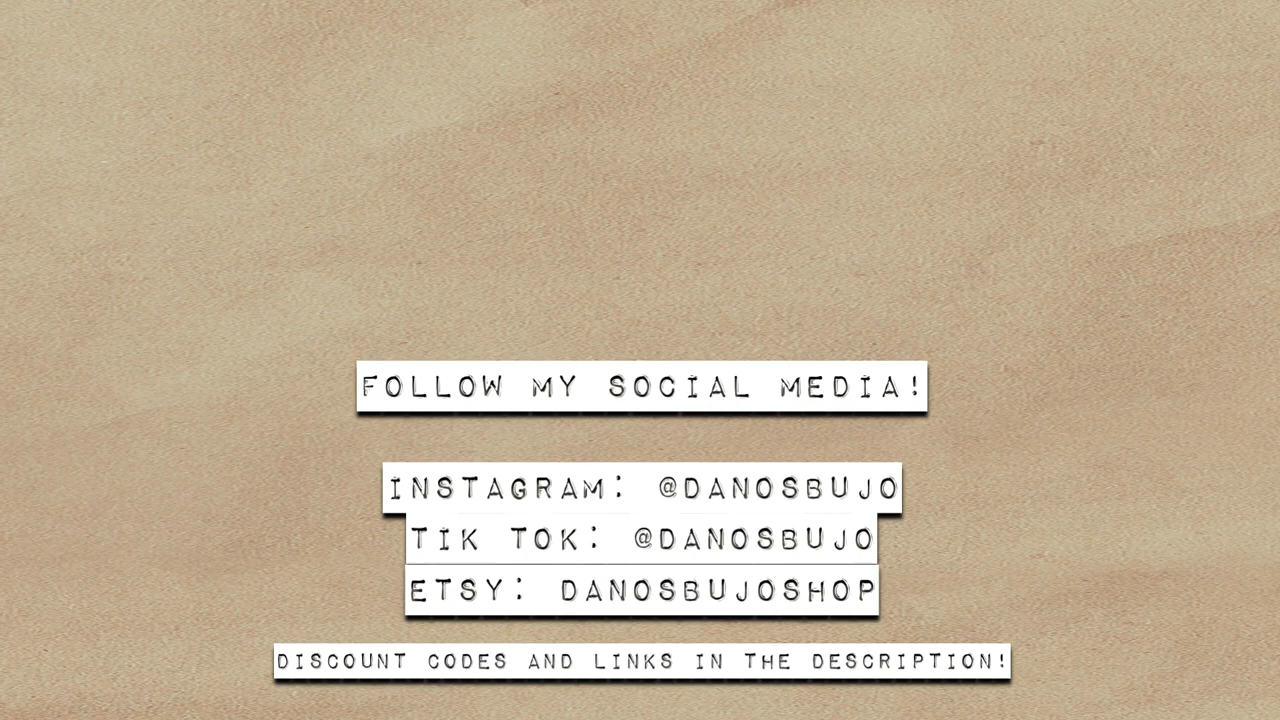 FOLLOW MY SOCIAL MEDIA!
INSTAGRAM: @DANOSBUJO
TIK TOK: @DANOSBUJO
ETSY: DANOSBUJOSHOP
DISCOUNT CODES AND LINKS IN THE DESCRIPTION!